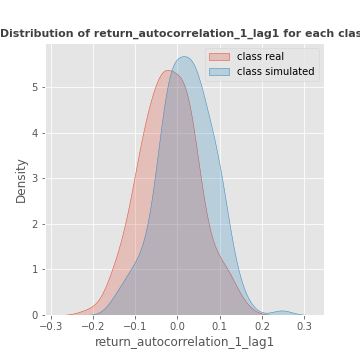 Distribution of return_autocorrelation_1_lag1 for each clas
class real
class simulated
Density
5
4
3
2
1
0
−0.3 −0.2 −0.1 0.0 0.1 0.2 0.3
return_autocorrelation_1_lag1